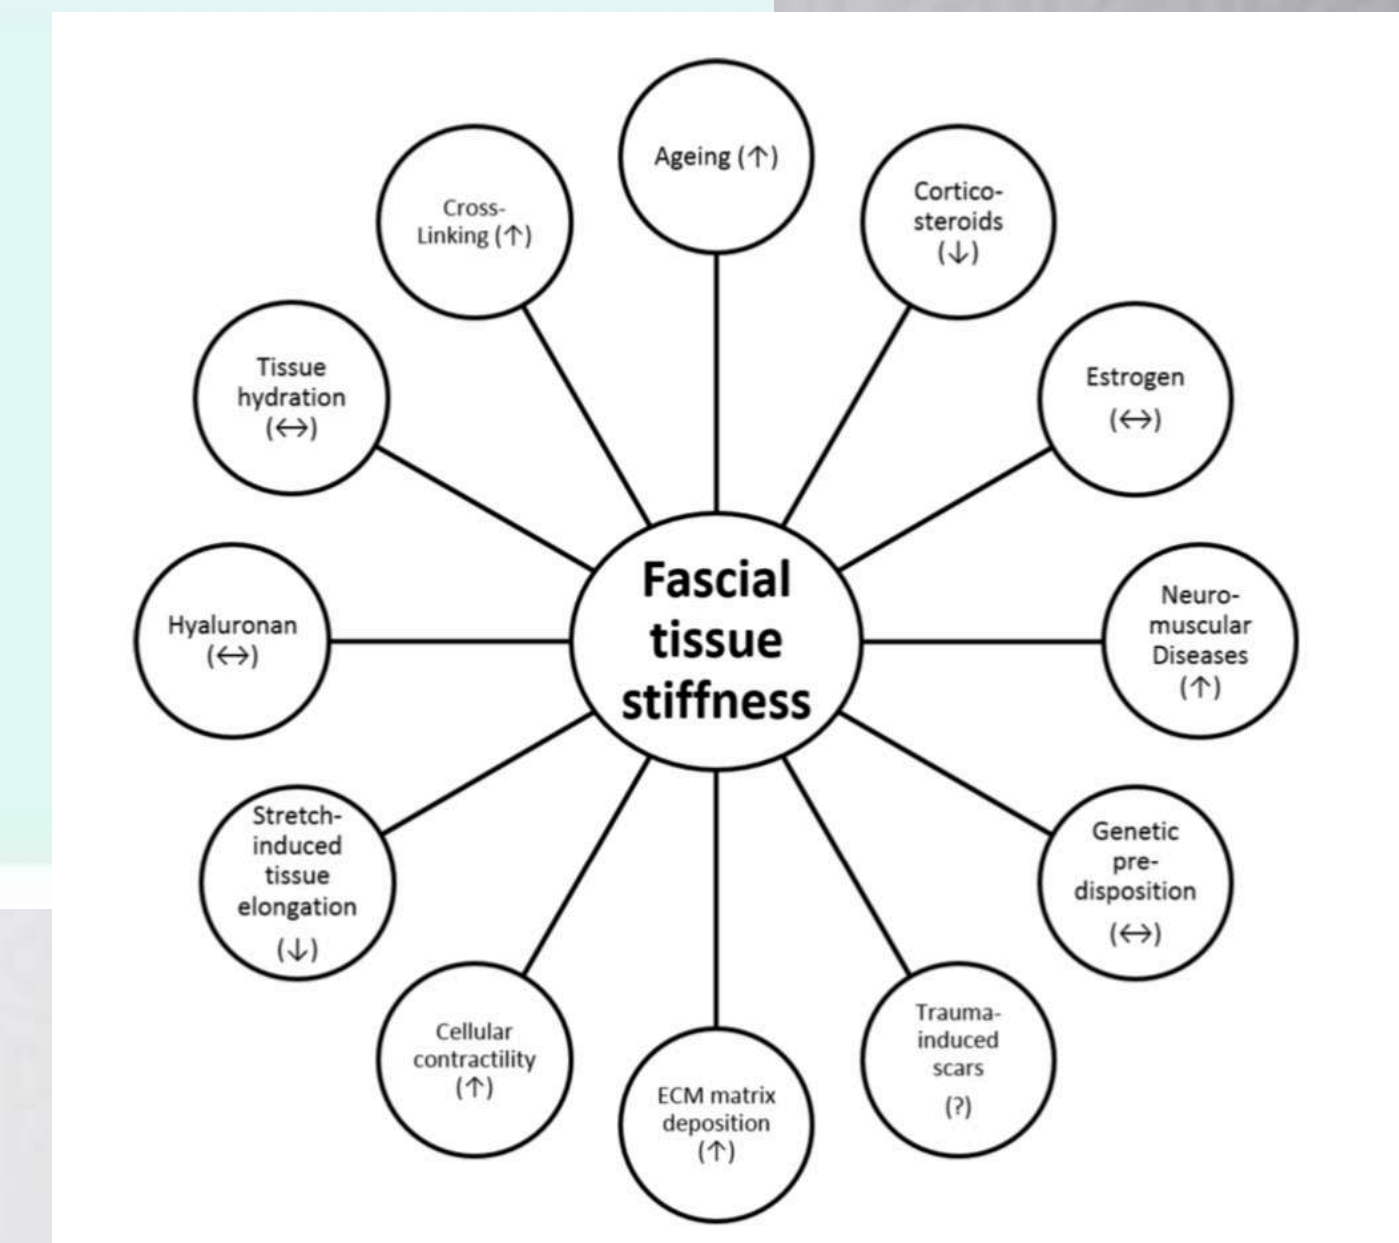 Ageing (↑)
Cortico-
steroids
(↓)
Estrogen
(↔)
Neuro-
muscular
Diseases
(↑)
Genetic
pre-
disposition
(↔)
Trauma-
induced
scars
(?)
ECM matrix
deposition
(↑)
Cellular
contractility
(↑)
Stretch-
induced
tissue
elongation
(↓)
Hyaluronan
(↔)
Tissue
hydration
(↔)
Cross-
Linking (↑)
Fascial
tissue
stiffness